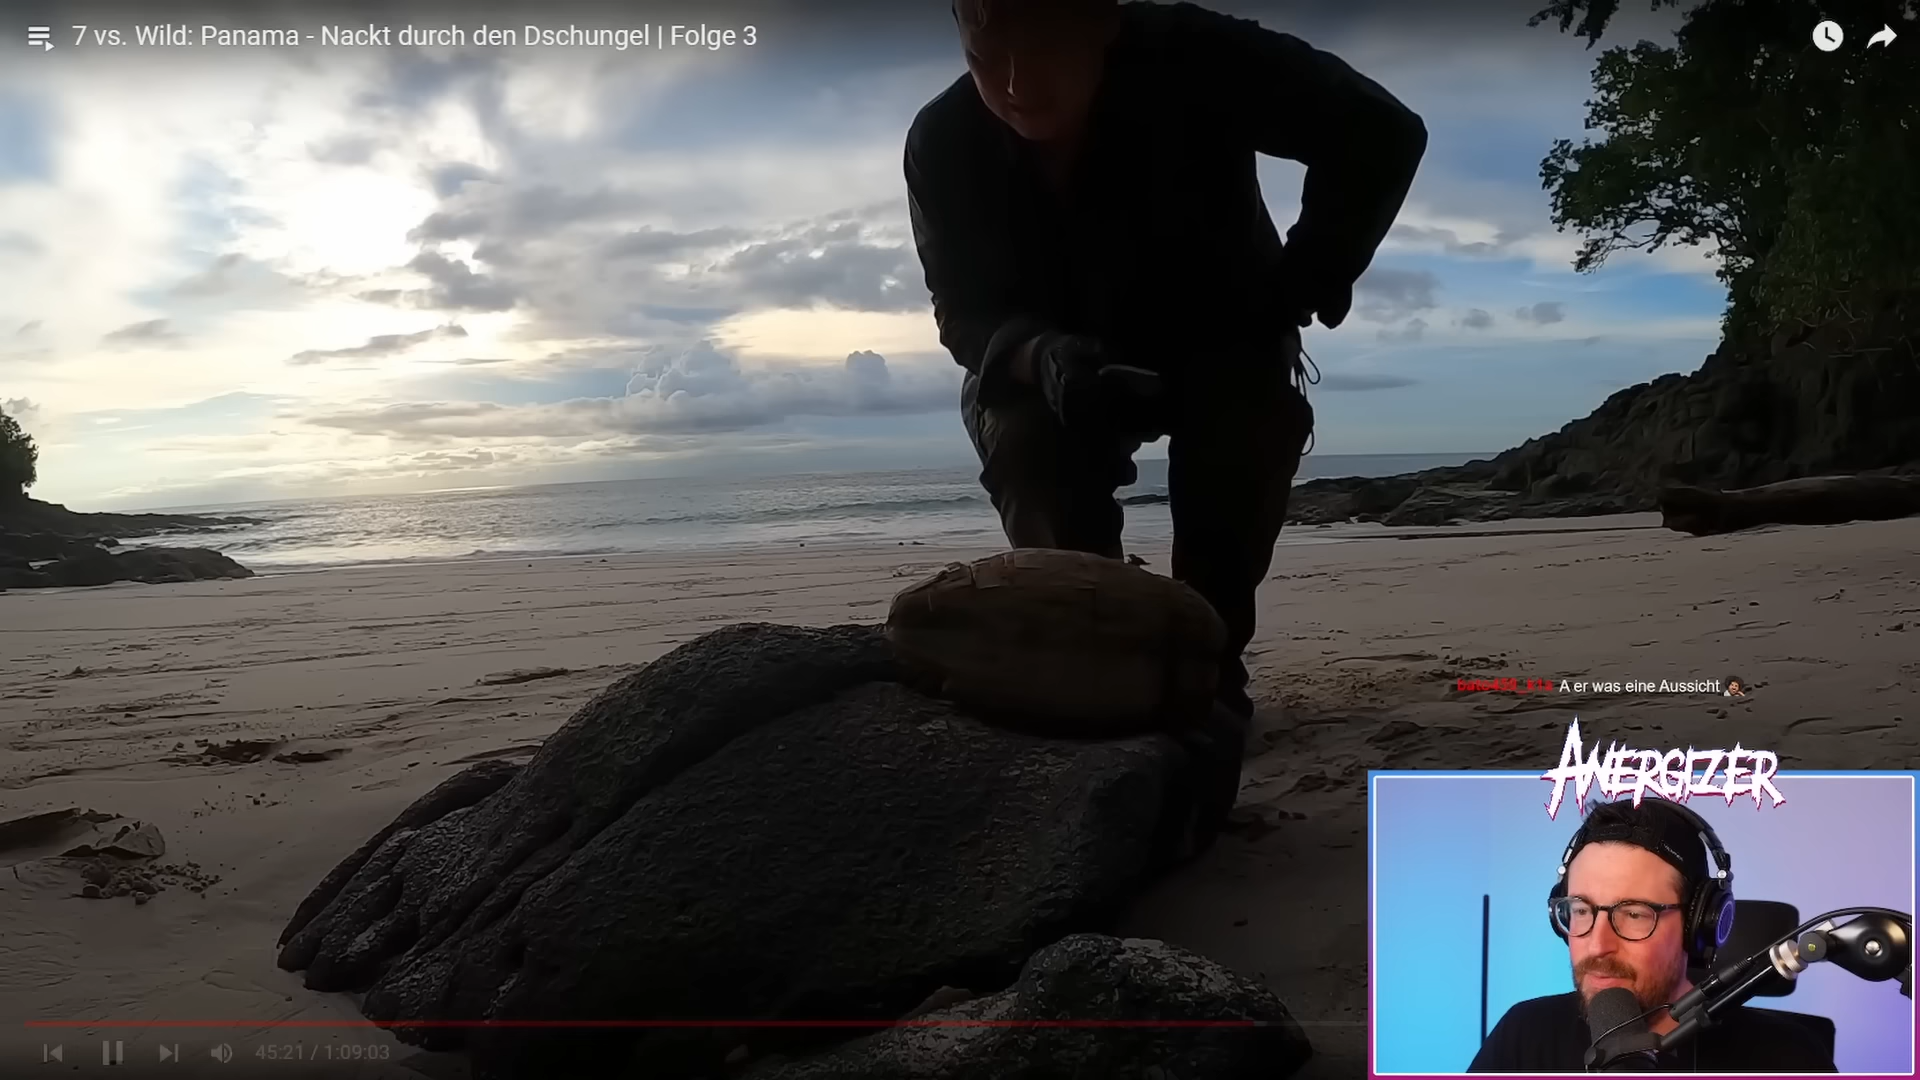 7 vs. Wild: Panama - Nackt durch den Dschungel | Folge 3
A er was eine Aussicht
AWERGIZER
45:21 / 1:09:03